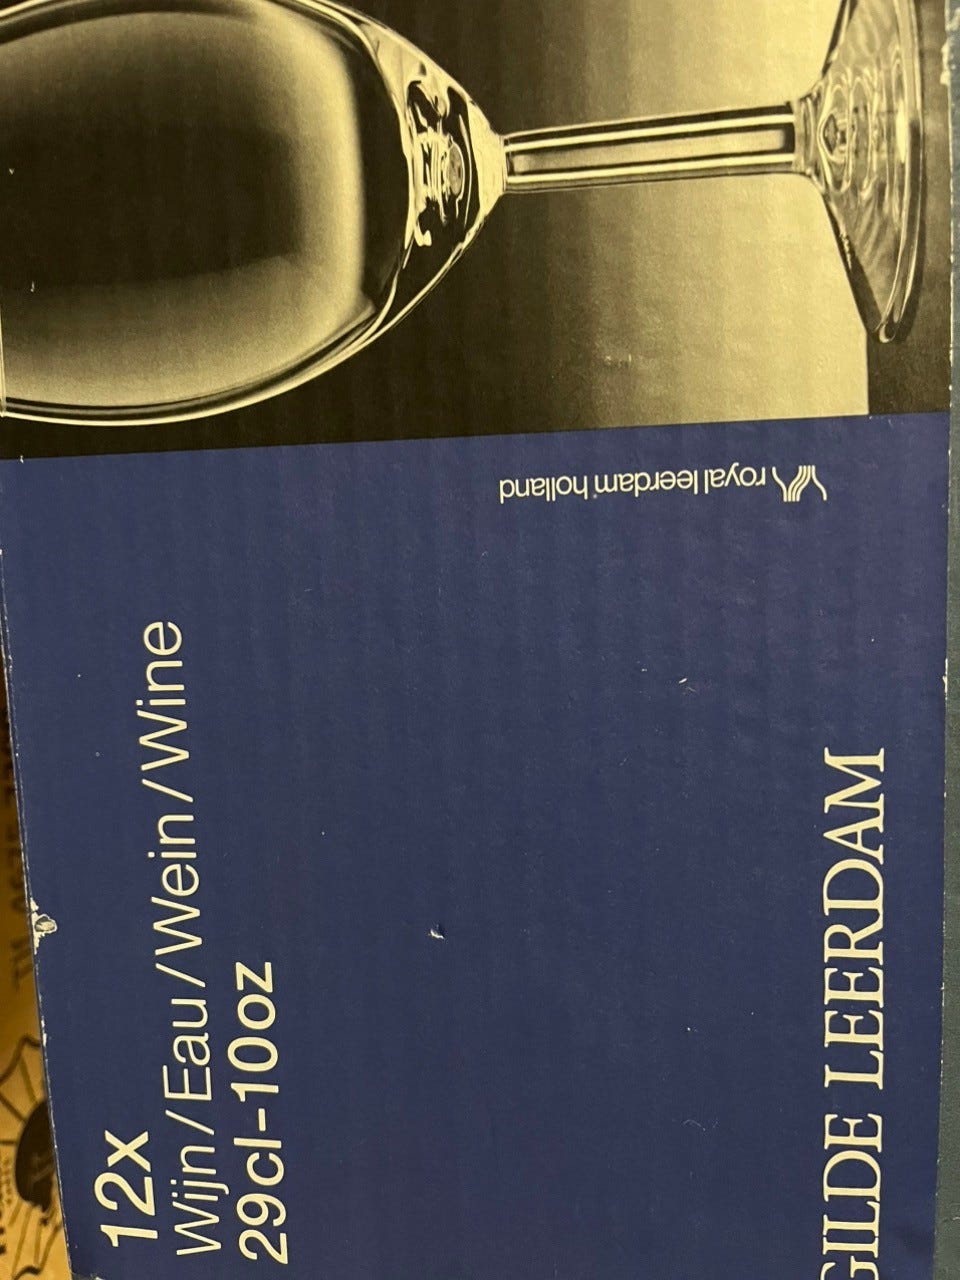 12x
Wijn/Eau/Wein/Wine
29cl-10oz
royal leerdam holland
GILDE LEERDAM